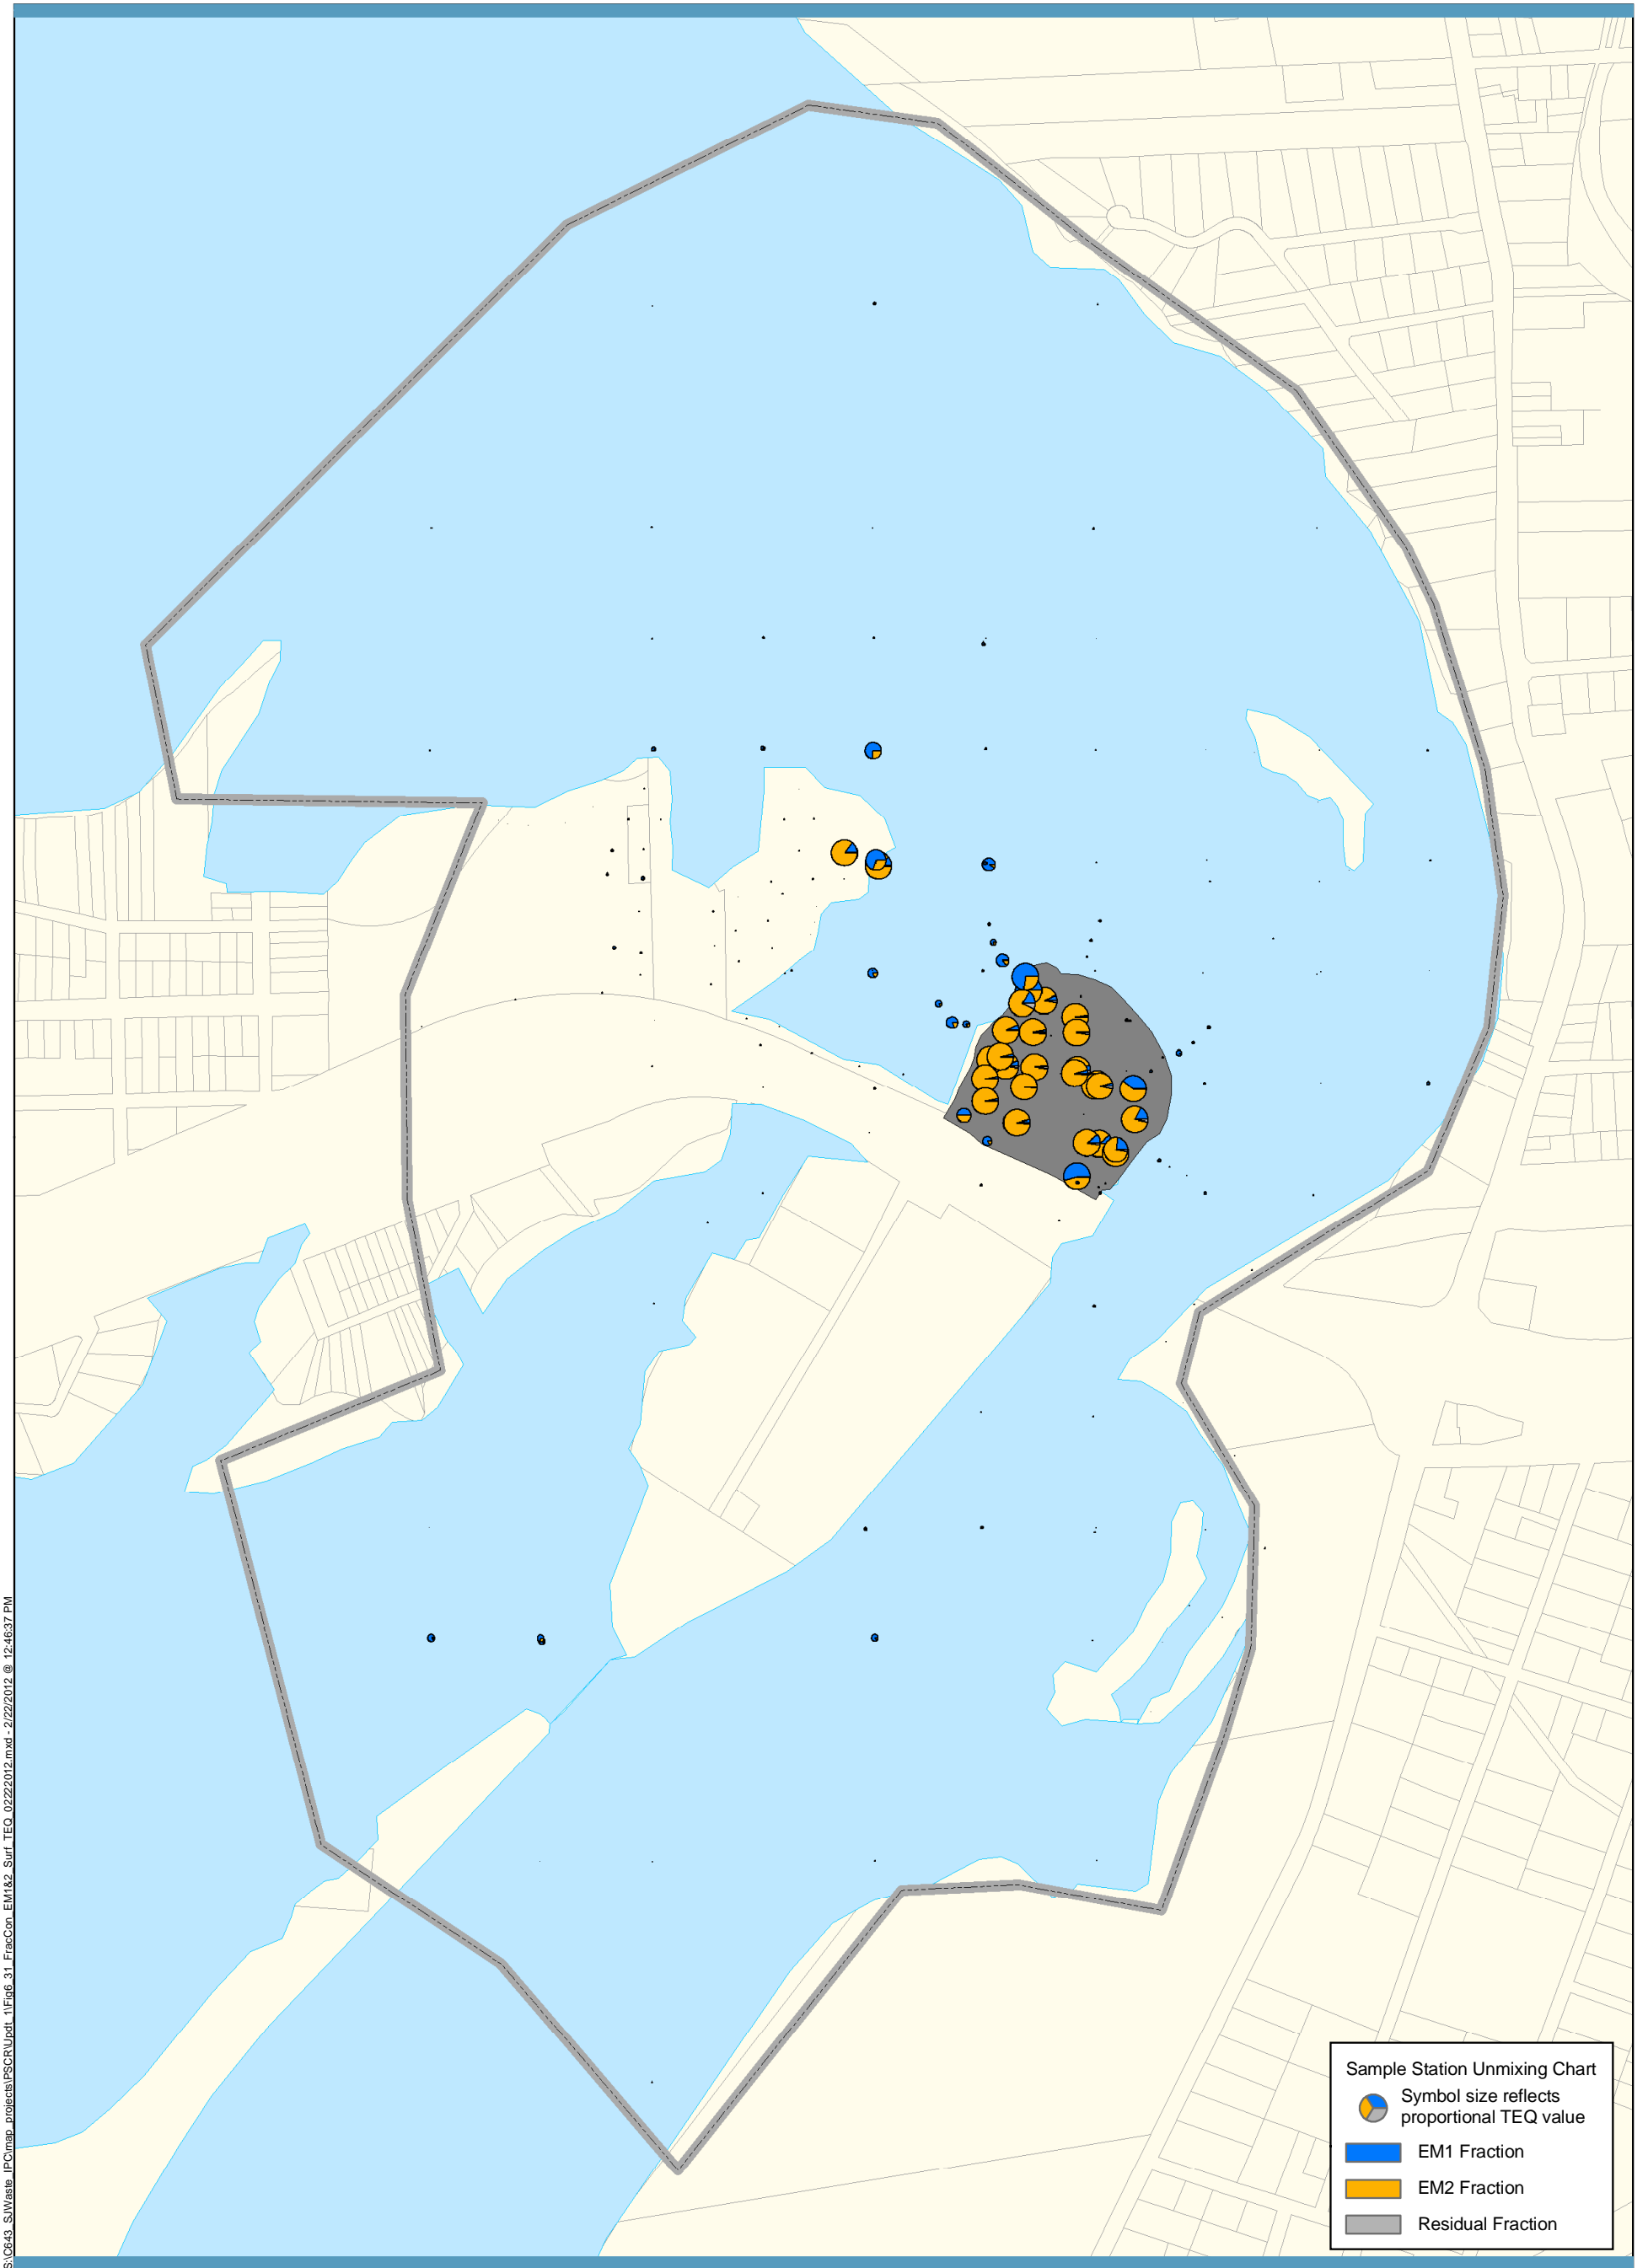 Sample Station Unmixing Chart
Symbol size reflects
proportional TEQ value
EM1 Fraction
EM2 Fraction
Residual Fraction
S:\C643_SJWaste_IPC\map_projects\PSCR\Updt_1\Fig6_31_FracCon_EM1&2_Surf_TEQ_02222012.mxd - 2/22/2012 @ 12:46:37 PM